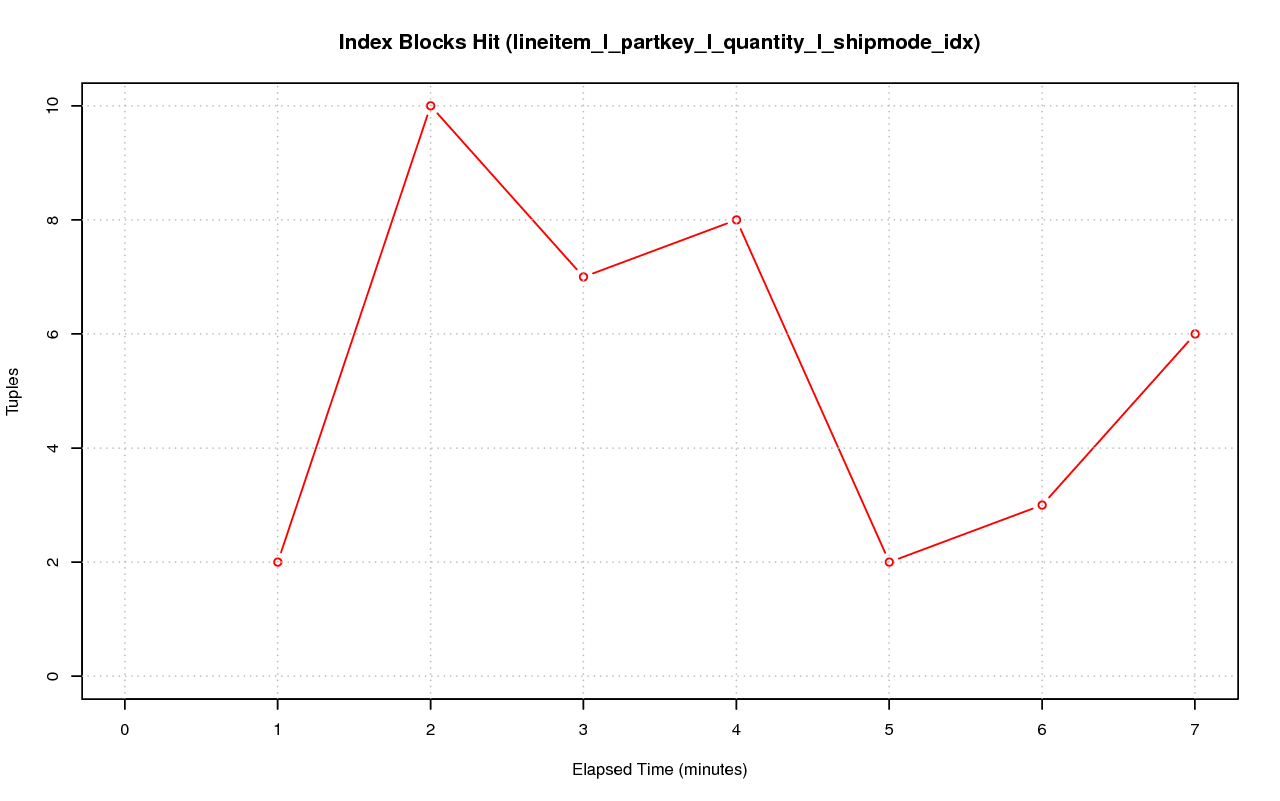 Index Blocks Hit (lineitem_l_partkey_l_quantity_l_shipmode_idx)
Tuples
10
8
6
4
2
0
0 1 2 3 4 5 6 7
Elapsed Time (minutes)